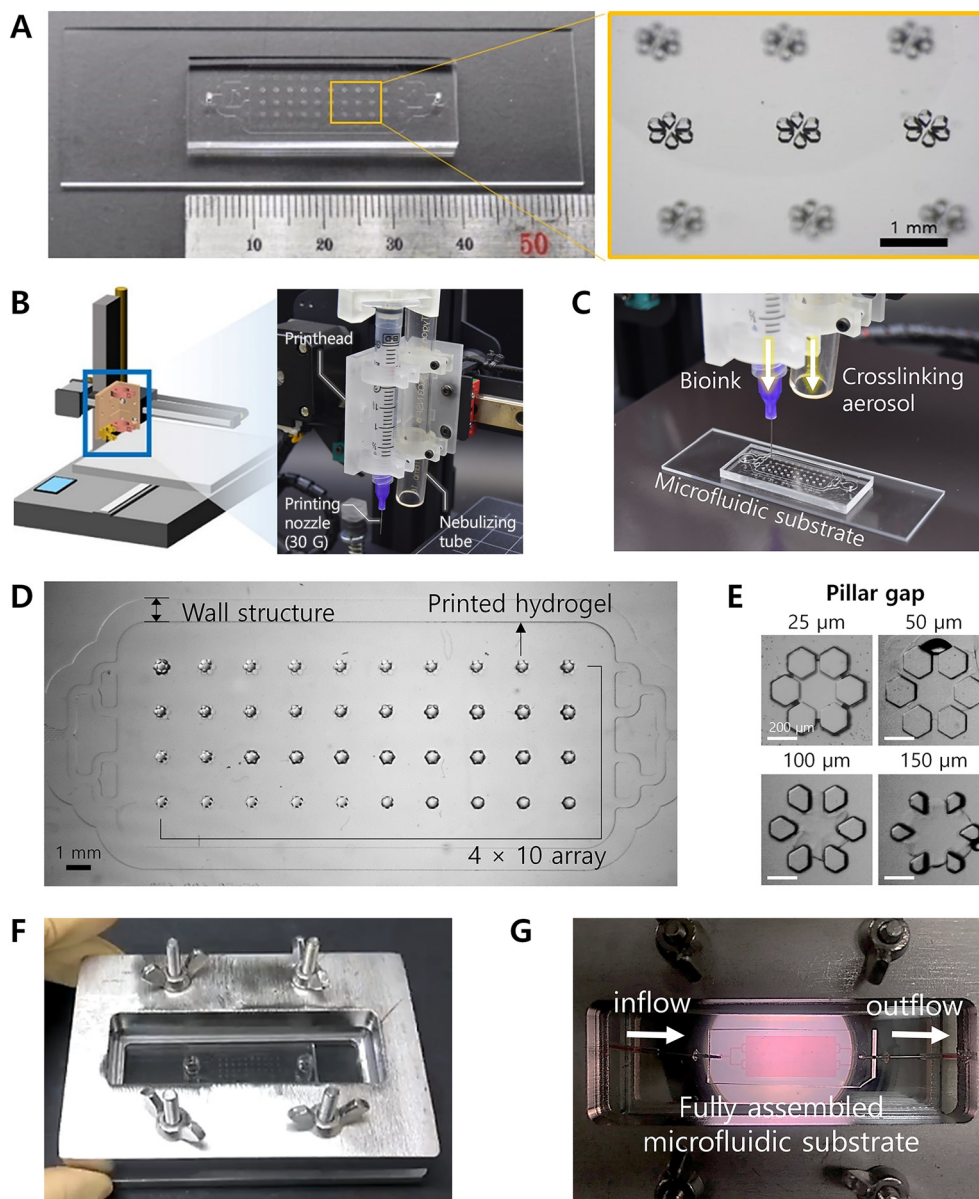 A
10 20 30 40 50
1 mm
B
Printhead
Printing
nozzle
(30 G)
Nebulizing
tube
C
Bioink
Crosslinking
aerosol
Microfluidic substrate
D
Wall structure
Printed hydrogel
1 mm
4 × 10 array
E
Pillar gap
25 µm
50 µm
200 µm
100 µm
150 µm
F
G
inflow
outflow
Fully assembled
microfluidic substrate